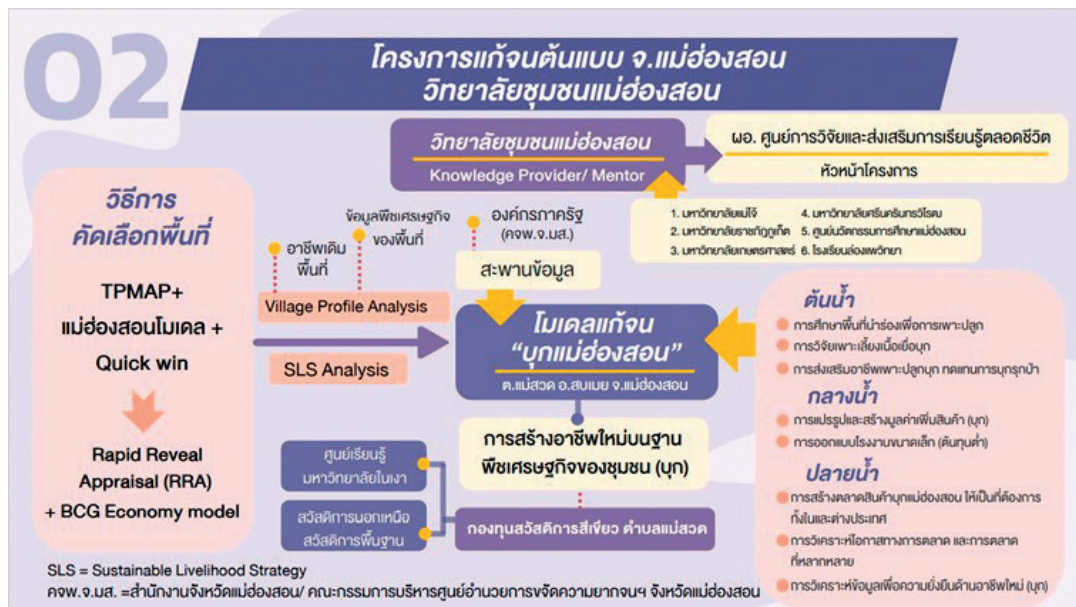 02
โครงการแก้จนต้นแบบ จ.แม่ฮ่องสอน
วิทยาลัยชุมชนแม่ฮ่องสอน
วิทยาลัยชุมชนแม่ฮ่องสอน
Knowledge Provider/ Mentor
ผอ. ศูนย์การวิจัยและส่งเสริมการเรียนรู้ตลอดชีวิต
หัวหน้าโครงการ
1. มหาวิทยาลัยแม่โจ้
2. มหาวิทยาลัยราชภัฏภูเก็ต
3. มหาวิทยาลัยเกษตรศาสตร์
4. มหาวิทยาลัยศรีนครินทรวิโรฒ
5. ศูนย์นวัตกรรมการศึกษาแม่ฮ่องสอน
6. โรงเรียนล่องแพวิทยา
วิธีการ
คัดเลือกพื้นที่
TPMAP+
แม่ฮ่องสอนโมเดล +
Quick win
Rapid Reveal
Appraisal (RRA)
+ BCG Economy model
อาชีพเดิม
พื้นที่
ข้อมูลพืชเศรษฐกิจ
ของพื้นที่
Village Profile Analysis
SLS Analysis
องค์กรภาครัฐ
(คจพ.จ.มส.)
สะพานข้อมูล
โมเดลแก้จน
“บุกแม่ฮ่องสอน”
ต.แม่สวด อ.สบเมย จ.แม่ฮ่องสอน
การสร้างอาชีพใหม่บนฐาน
พืชเศรษฐกิจของชุมชน (บุก)
ศูนย์เรียนรู้
มหาวิทยาลัยในเงา
สวัสดิการนอกเหนือ
สวัสดิการพื้นฐาน
กองทุนสวัสดิการสีเขียว ตำบลแม่สวด
ต้นน้ำ
การศึกษาพื้นที่นำร่องเพื่อการเพาะปลูก
การวิจัยเพาะเลี้ยงเนื้อเยื่อบุก
การส่งเสริมอาชีพเพาะปลูกบุก ทดแทนการบุกรุกป่า
กลางน้ำ
การแปรรูปและสร้างมูลค่าเพิ่มสินค้า (บุก)
การออกแบบโรงงานขนาดเล็ก (ต้นทุนต่ำ)
ปลายน้ำ
การสร้างตลาดสินค้าบุกแม่ฮ่องสอน ให้เป็นที่ต้องการ
ทั้งในและต่างประเทศ
การวิเคราะห์โอกาสทางการตลาด และการตลาด
ที่หลากหลาย
การวิเคราะห์ข้อมูลเพื่อความยั่งยืนด้านอาชีพใหม่ (บุก)
SLS = Sustainable Livelihood Strategy
คจพ.จ.มส. =สำนักงานจังหวัดแม่ฮ่องสอน/ คณะกรรมการบริหารศูนย์อำนวยการขจัดความยากจนฯ จังหวัดแม่ฮ่องสอน